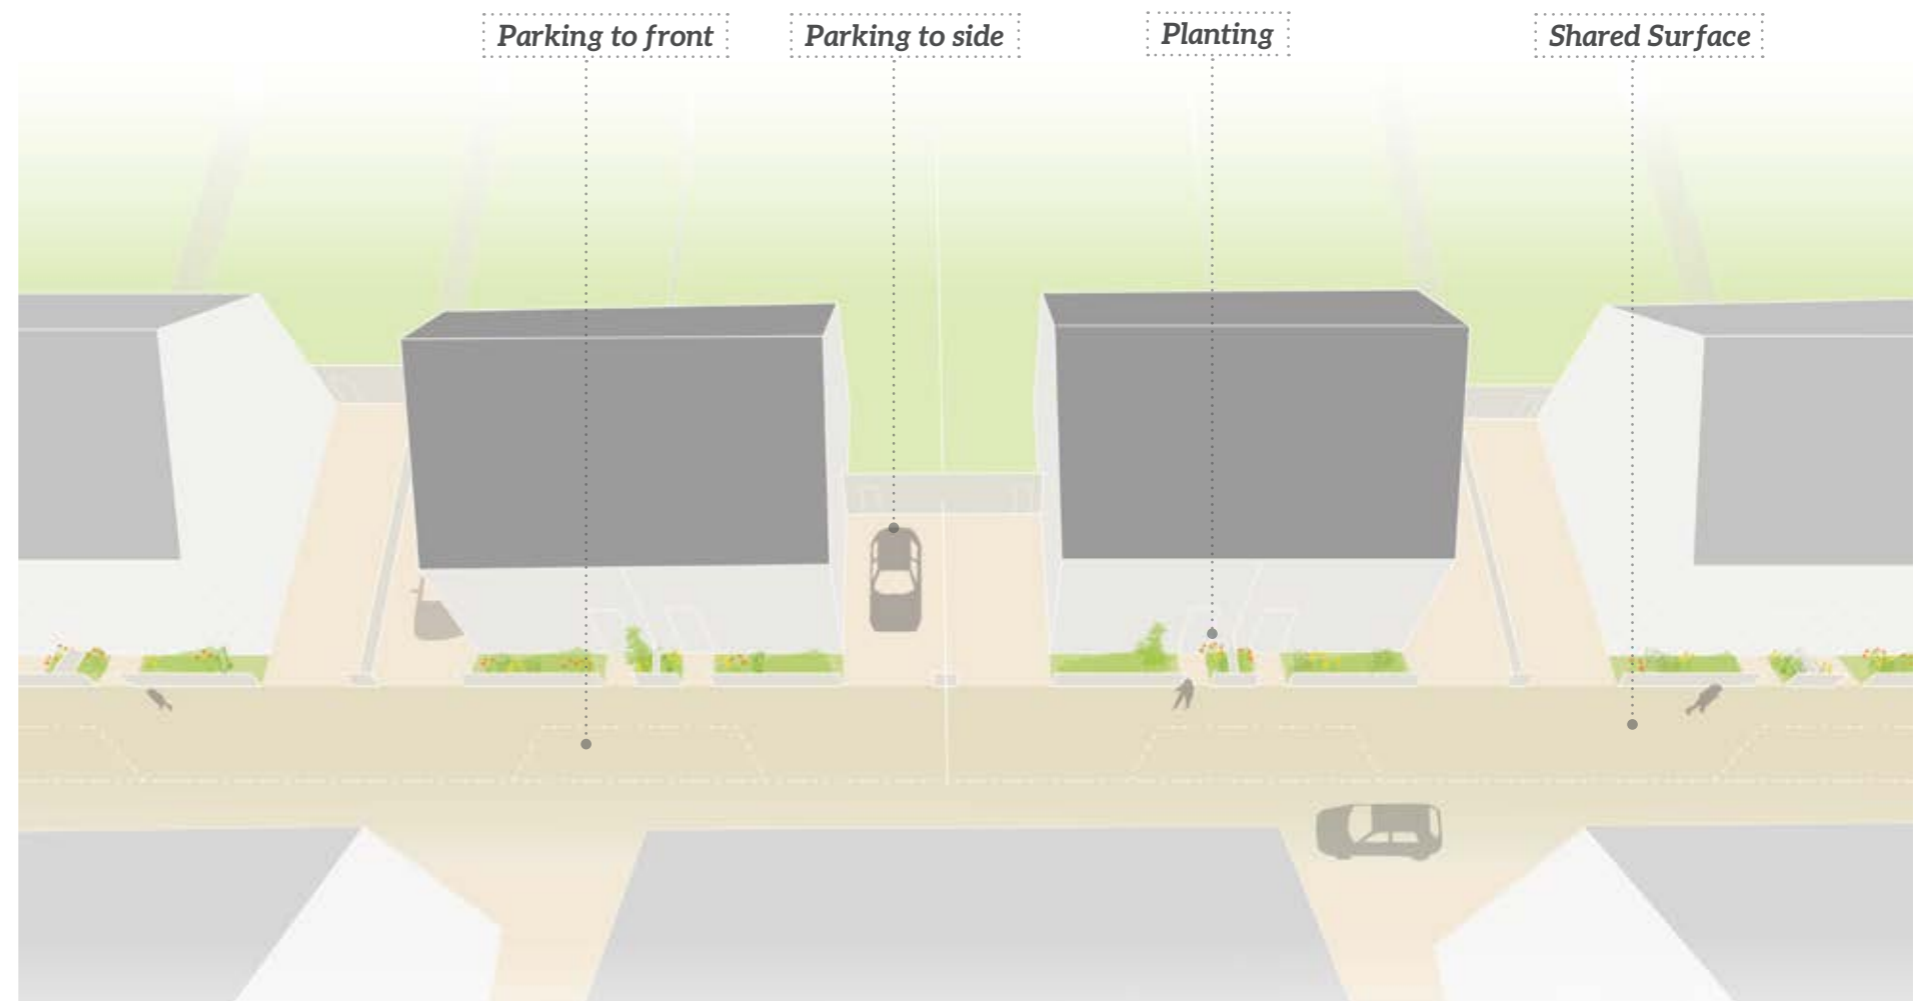 Parking to front
Parking to side
Planting
Shared Surface